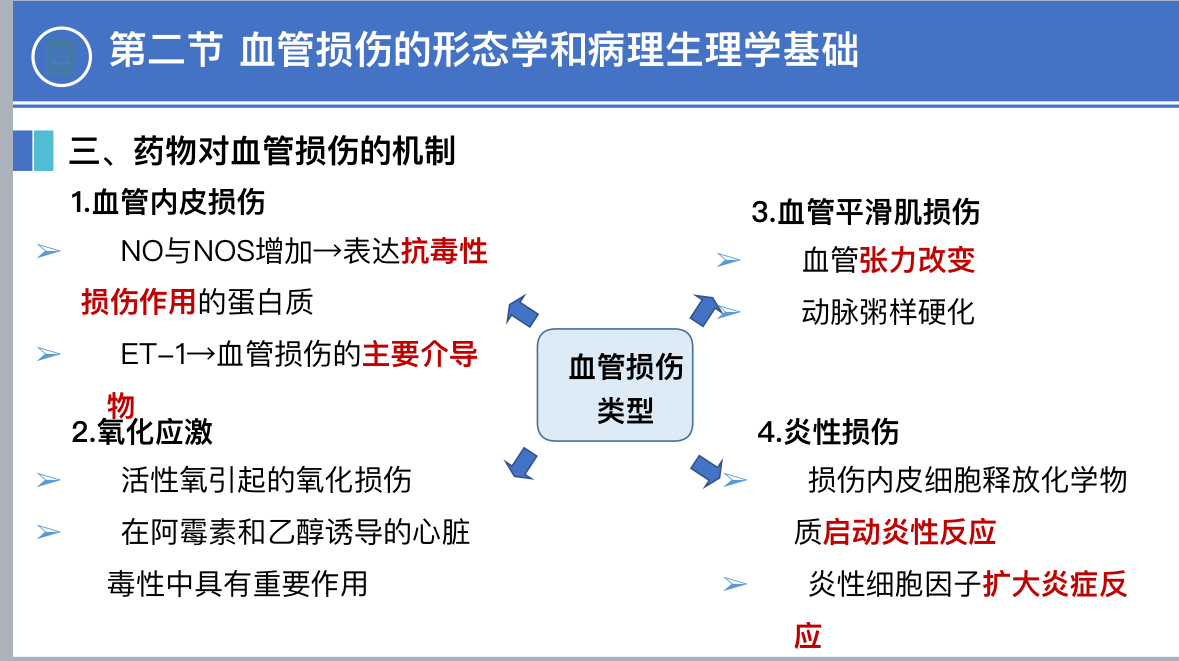 第二节 血管损伤的形态学和病理生理学基础
三、药物对血管损伤的机制
1.血管内皮损伤
➢ NO与NOS增加→表达抗毒性
损伤作用的蛋白质
➢ ET-1→血管损伤的主要介导
物
2.氧化应激
➢ 活性氧引起的氧化损伤
➢ 在阿霉素和乙醇诱导的心脏
毒性中具有重要作用
血管损伤
类型
3.血管平滑肌损伤
➢ 血管张力改变
➢ 动脉粥样硬化
4.炎性损伤
➢ 损伤内皮细胞释放化学物
质启动炎性反应
➢ 炎性细胞因子扩大炎症反
应